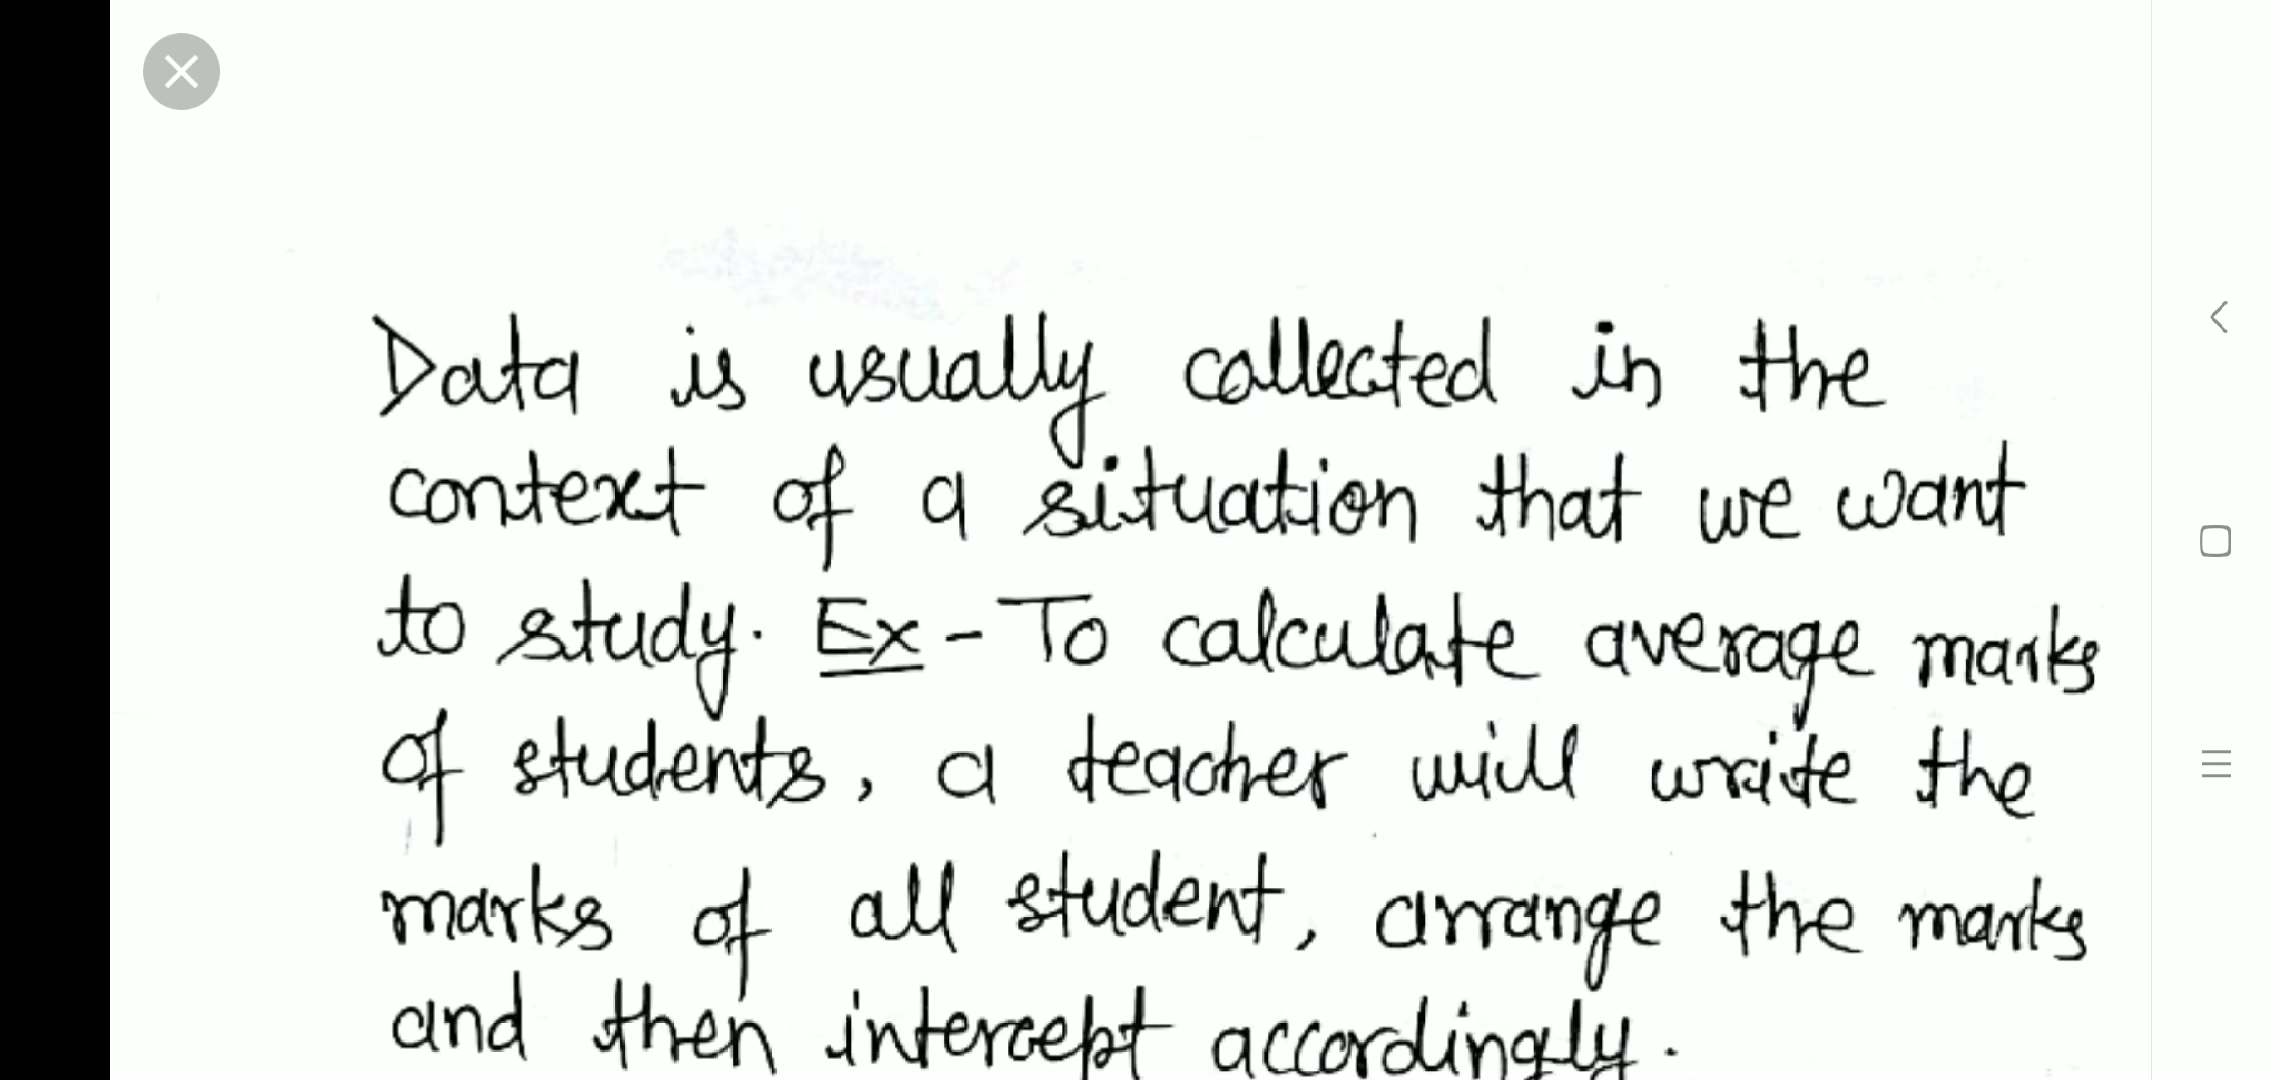 Data is usually collected in the
context of a situation that we want
to study. Ex - To calculate average marks
of students, a teacher will write the
marks of all student, arrange the marks
and then intercept accordingly.